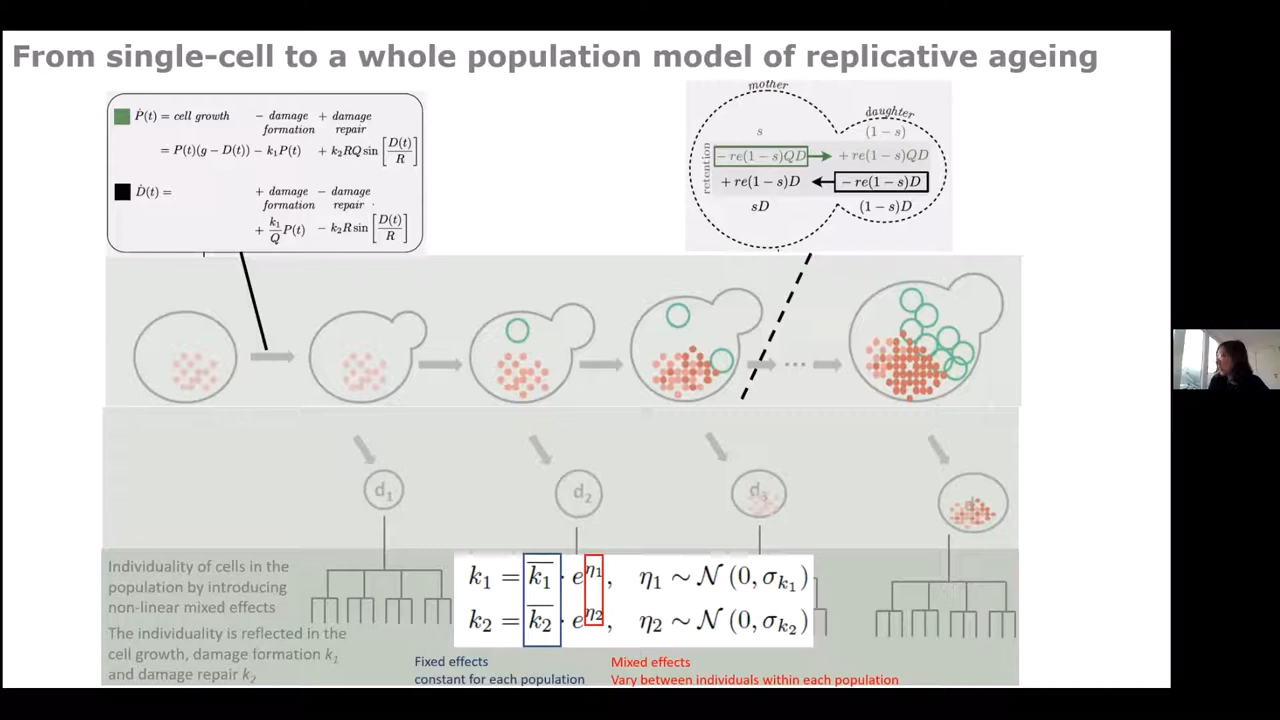 From single-cell to a whole population model of replicative ageing
Ṗ(t) = cell growth − damage formation + damage repair
= P(t)(g − D(t)) − k₁P(t) + k₂RQ sin [D(t)/R]
Ḋ(t) = + damage formation − damage repair
+ k₁/Q P(t) − k₂R sin [D(t)/R]
mother
daughter
s
(1 − s)
retention
− re(1 − s)QD
+ re(1 − s)QD
+ re(1 − s)D
− re(1 − s)D
sD
(1 − s)D
...
d₁
d₂
d₃
Individuality of cells in the
population by introducing
non-linear mixed effects
The individuality is reflected in the
cell growth, damage formation k₁
and damage repair k₂
k₁ = k̅₁ · e^η₁, η₁ ~ N (0, σ_k₁)
k₂ = k̅₂ · e^η₂, η₂ ~ N (0, σ_k₂)
Fixed effects
constant for each population
Mixed effects
Vary between individuals within each population